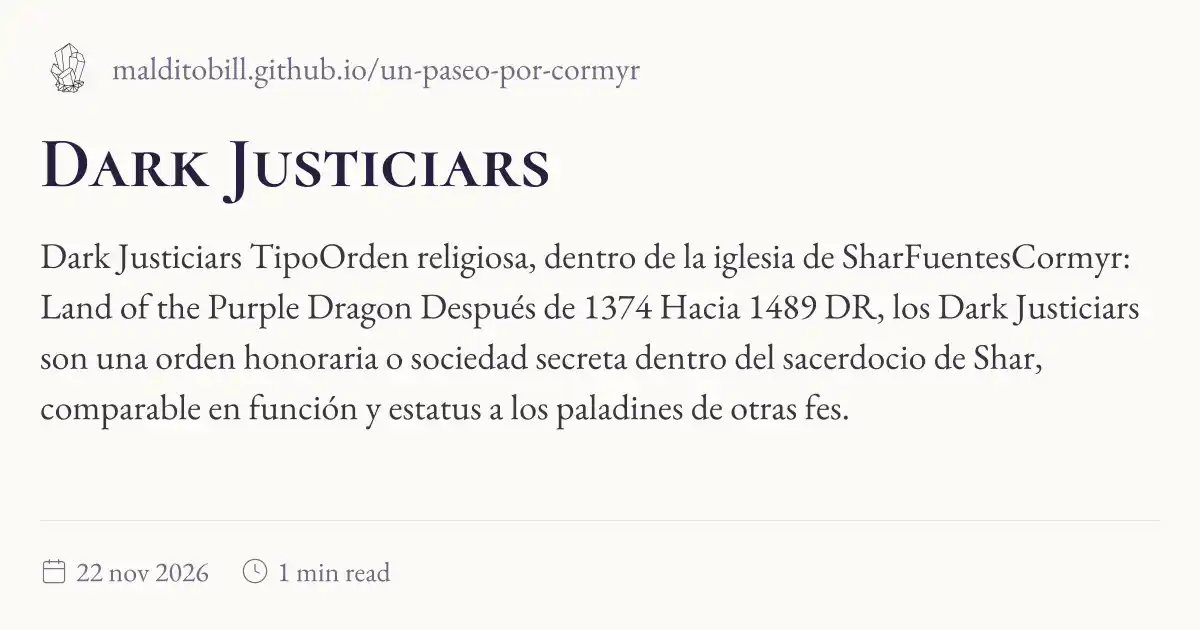 malditobill.github.io/un-paseo-por-cormyr
Dark Justiciars
Dark Justiciars TipoOrden religiosa, dentro de la iglesia de SharFuentesCormyr:
Land of the Purple Dragon Después de 1374 Hacia 1489 DR, los Dark Justiciars
son una orden honoraria o sociedad secreta dentro del sacerdocio de Shar,
comparable en función y estatus a los paladines de otras fes.
22 nov 2026 1 min read